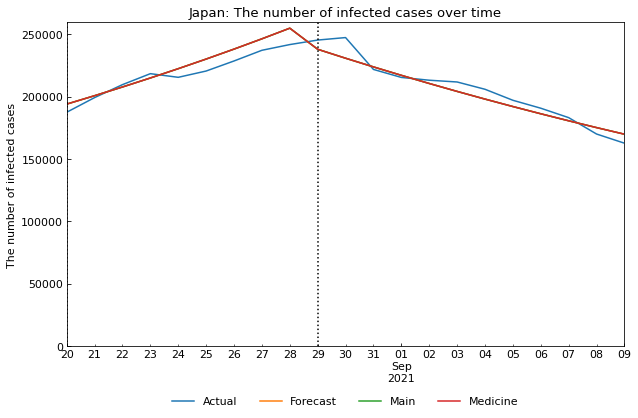 Japan: The number of infected cases over time
The number of infected cases
250000
200000
150000
100000
50000
0
20 21 22 23 24 25 26 27 28 29 30 31 01 02 03 04 05 06 07 08 09
Sep
2021
Actual Forecast Main Medicine